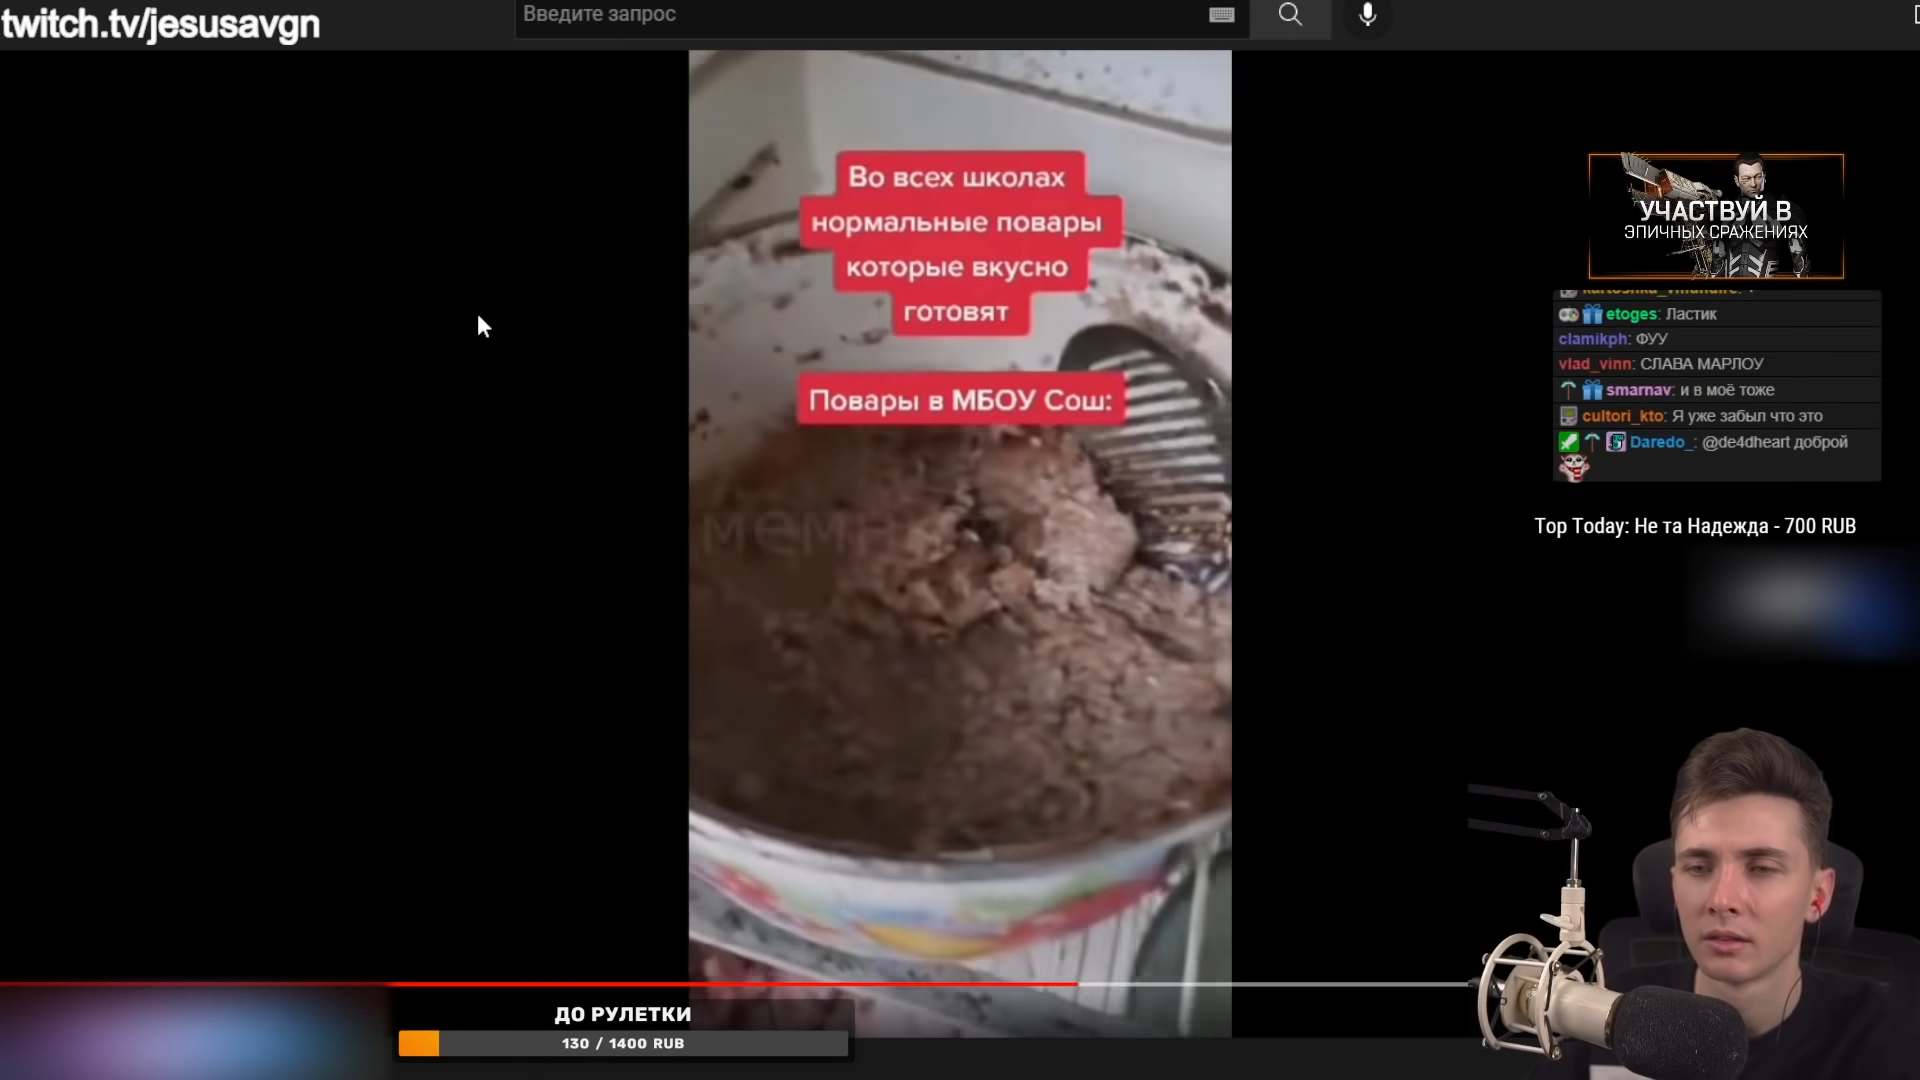 twitch.tv/jesusavgn
Введите запрос
Во всех школах
нормальные повары
которые вкусно
готовят
Повары в МБОУ Сош:
УЧАСТВУЙ В
ЭПИЧНЫХ СРАЖЕНИЯХ
etoges: Ластик
clamikph: ФУУ
vlad_vinn: СЛАВА МАРЛОУ
smarnav: и в моё тоже
cultori_kto: Я уже забыл что это
Daredo_: @de4dheart доброй
Top Today: Не та Надежда - 700 RUB
ДО РУЛЕТКИ
130 / 1400 RUB